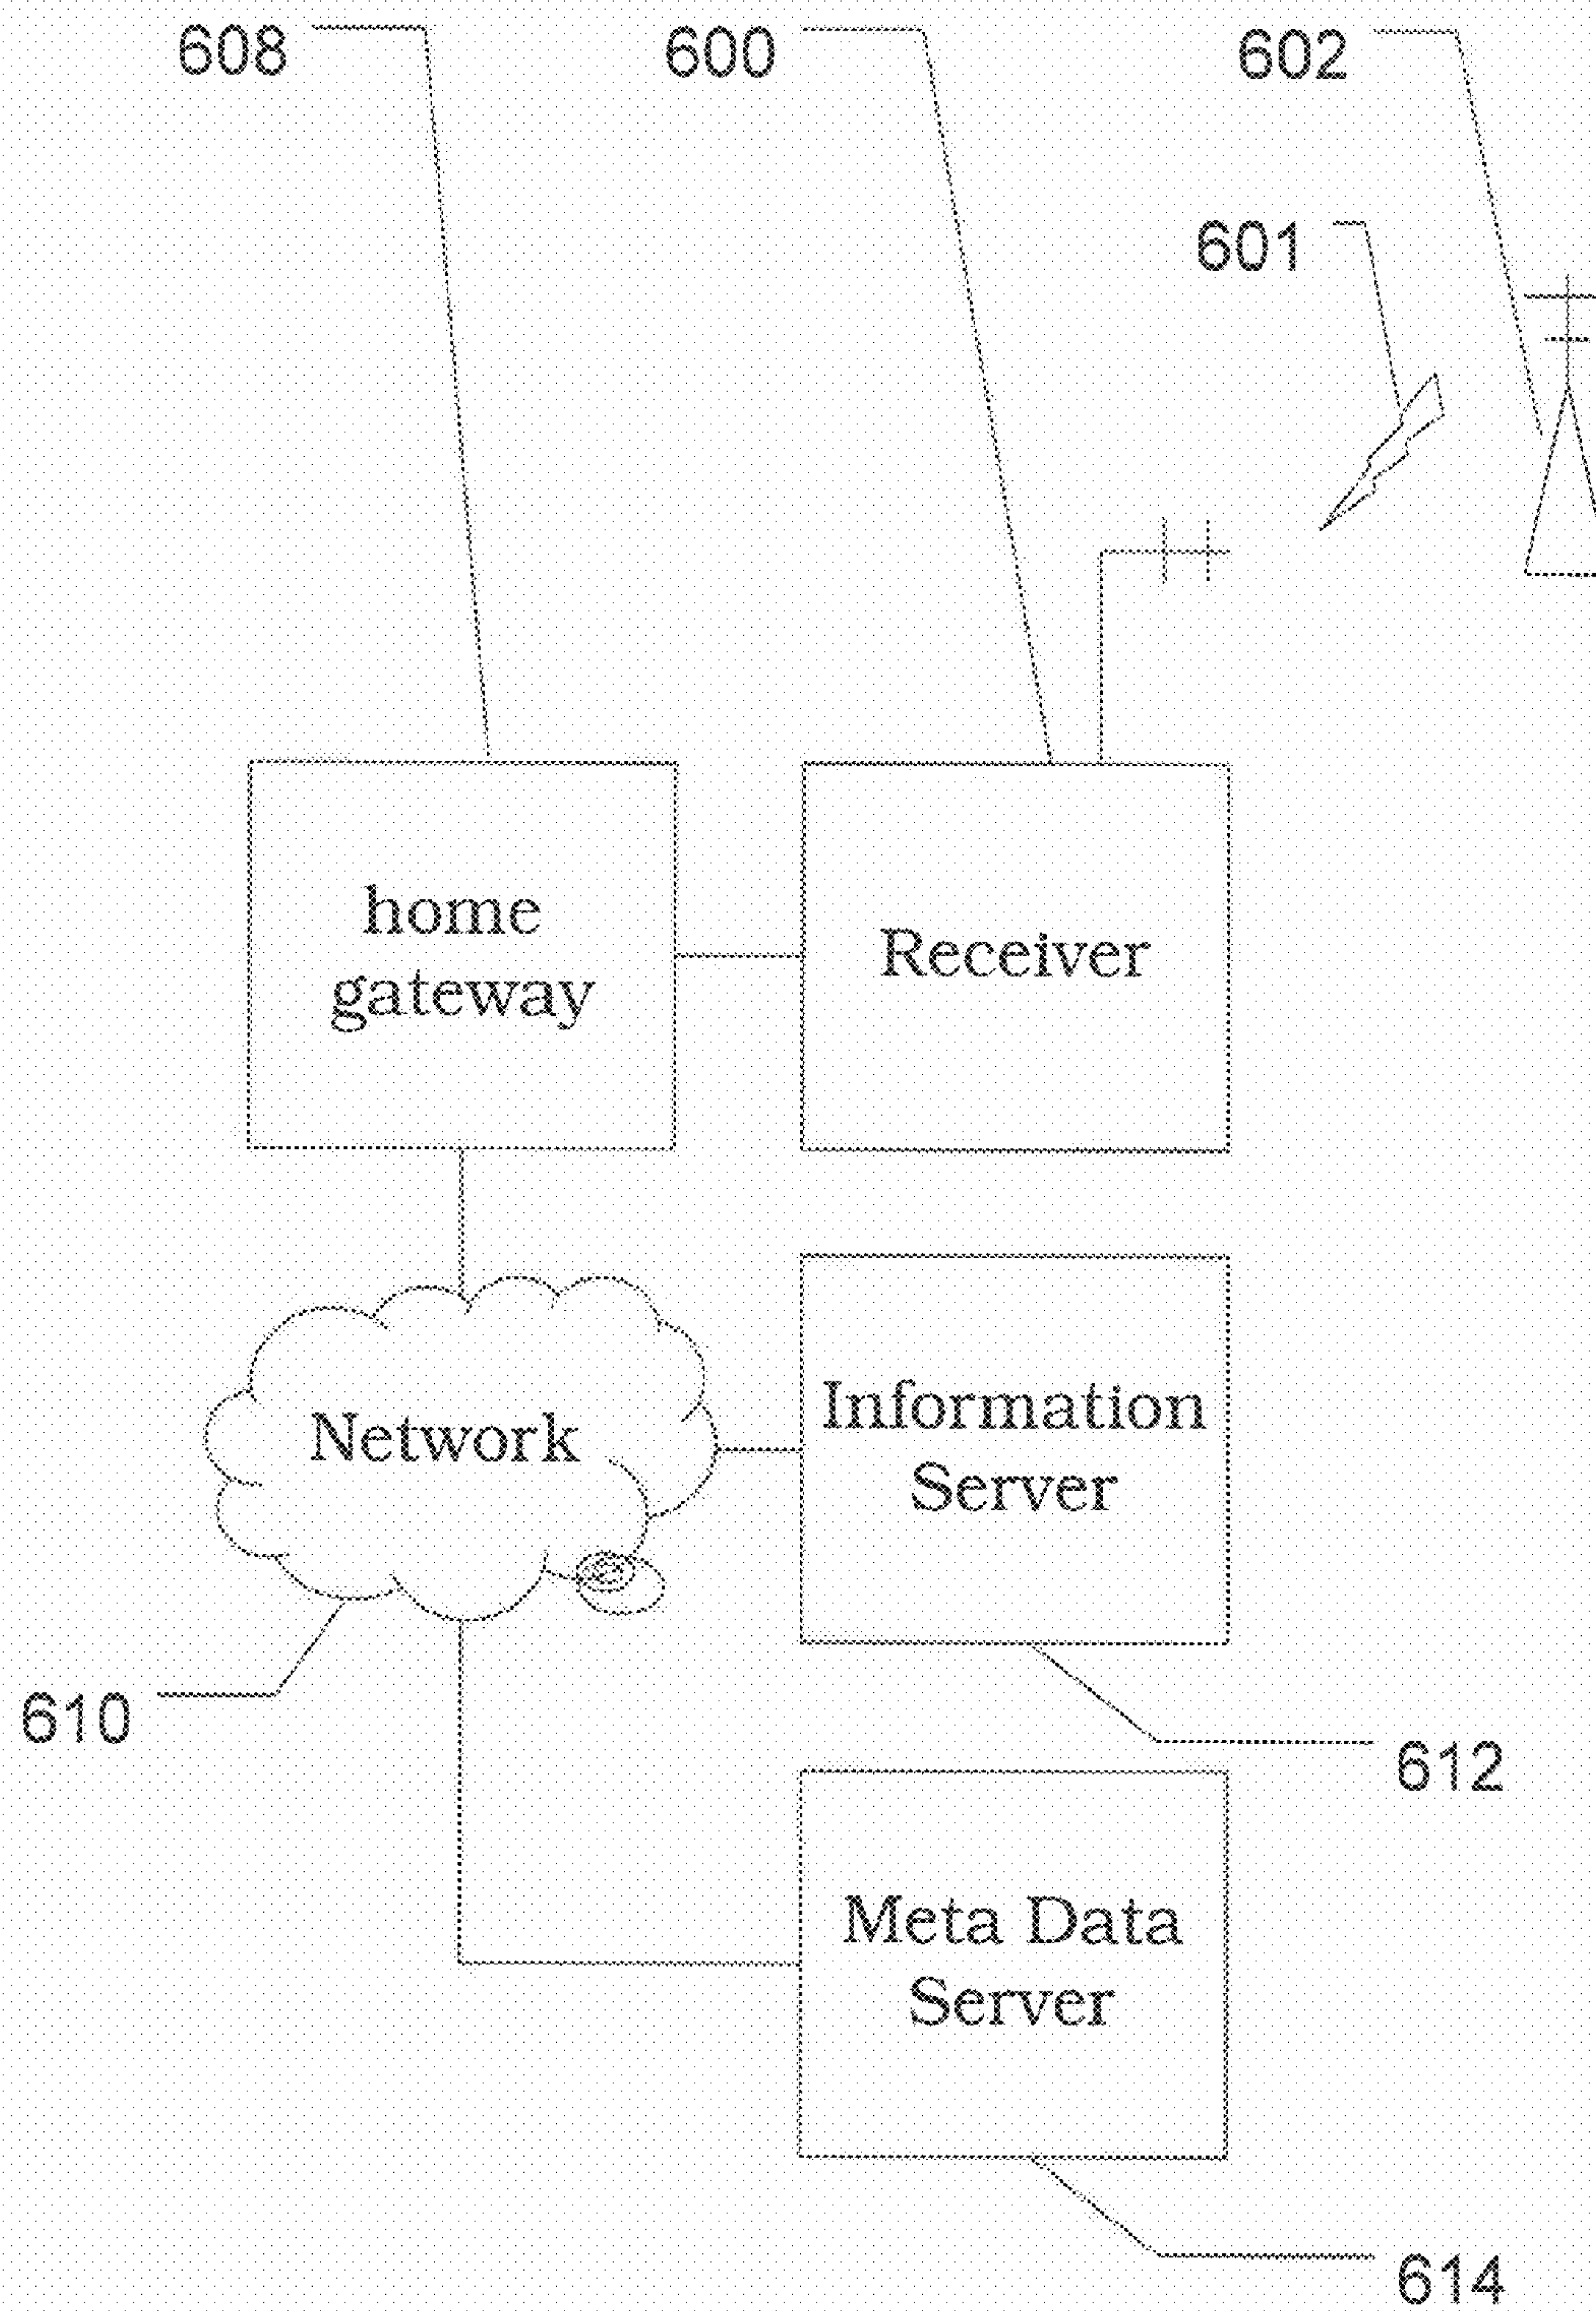 608
600
602
601
home
gateway
Receiver
Network
Information
Server
610
612
Meta Data
Server
614